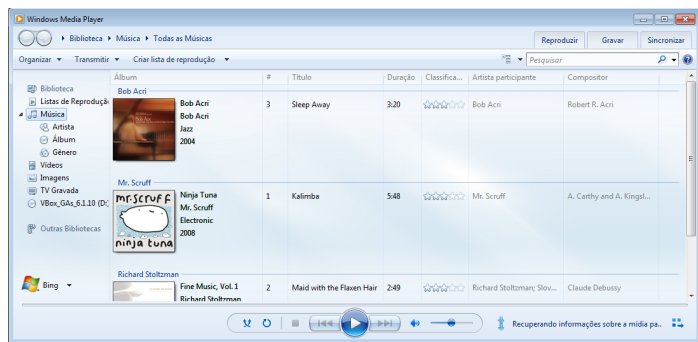 Windows Media Player
Biblioteca Música Todas as Músicas
Reproduzir Gravar Sincronizar
Organizar Transmitir Criar lista de reprodução Pesquisar
Álbum # Título Duração Classifica... Artista participante Compositor
Biblioteca
Listas de Reproduçã
Música
Artista
Álbum
Gênero
Vídeos
Imagens
TV Gravada
VBox_GAs_6.1.10 (D:)
Outras Bibliotecas
Bing
Bob Acri
Bob Acri 3 Sleep Away 3:20 Bob Acri Robert R. Acri
Bob Acri
Jazz
2004
Mr. Scruff
mr.scruff
ninja tuna
Ninja Tuna 1 Kalimba 5:48 Mr. Scruff A. Carthy and A. Kingsl...
Mr. Scruff
Electronic
2008
Richard Stoltzman
Fine Music, Vol. 1 2 Maid with the Flaxen Hair 2:49 Richard Stoltzman; Slov... Claude Debussy
Richard Stoltzman
Recuperando informações sobre a mídia pa..